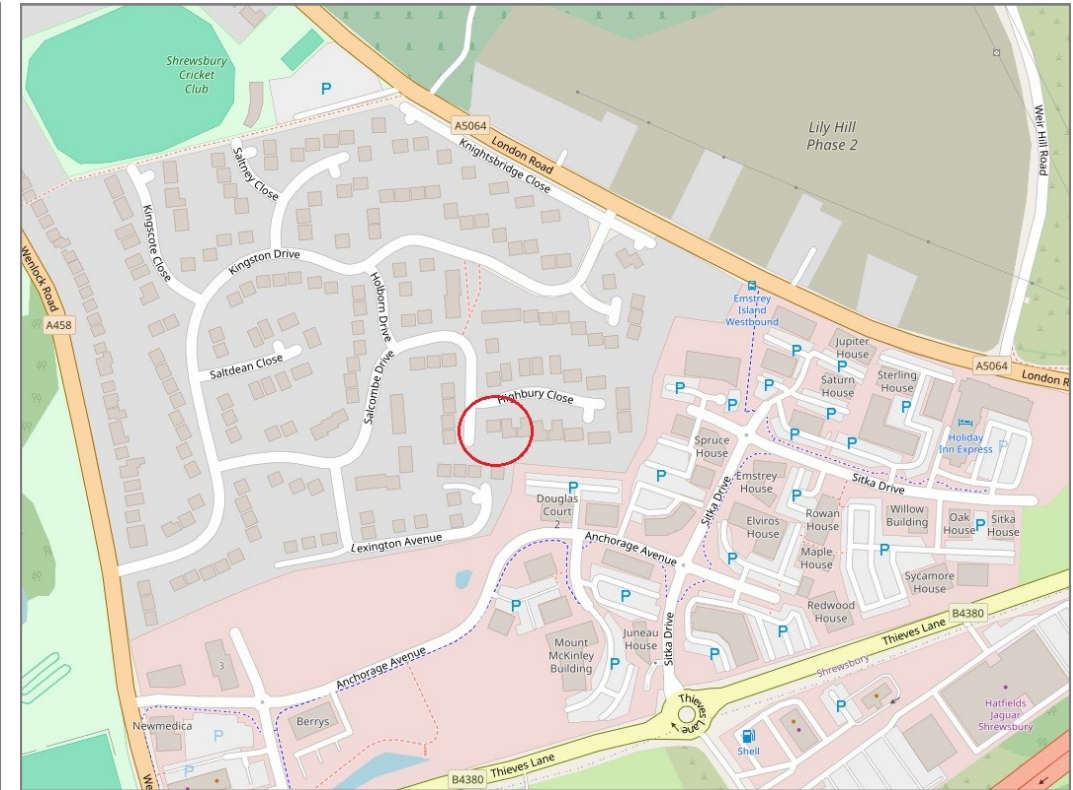 Shrewsbury
Cricket
Club
P
A5064
London Road
Knightsbridge Close
Lily Hill
Phase 2
Weir Hill Road
Saltney Close
Kingscote Close
Kingston Drive
Holborn Drive
Wenlock Road
A458
Saltdean Close
Salcombe Drive
Highbury Close
Emstrey
Island
Westbound
Jupiter
House
P
P
Saturn
House
Sterling
House
A5064
London R
P
P
P
P
P
P
P
Holiday
Inn Express
P
Spruce
House
P
Emstrey
House
Sitka Drive
Sitka Drive
P
P
Douglas
Court
2
Elviros
House
Rowan
House
Willow
Building
Oak
House
P
Sitka
House
Lexington Avenue
Anchorage Avenue
P
Maple
House
P
Sycamore
House
P
P
Redwood
House
B4380
Thieves Lane
Juneau
House
Sitka Drive
P
P
Mount
McKinley
Building
P
3
Anchorage Avenue
Shrewsbury
Newmedica
P
Berrys
Thieves
Lane
P
Hatfields
Jaguar
Shrewsbury
Shell
P
Thieves Lane
B4380
We